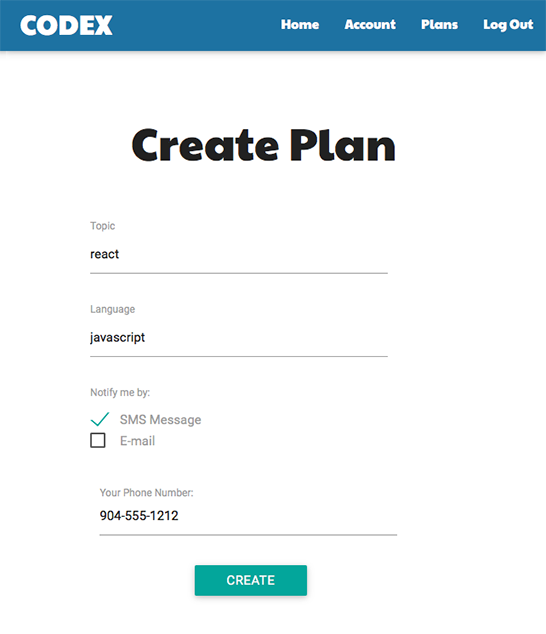 CODEX Home Account Plans Log Out
Create Plan
Topic
react
Language
javascript
Notify me by:
SMS Message
E-mail
Your Phone Number:
904-555-1212
CREATE